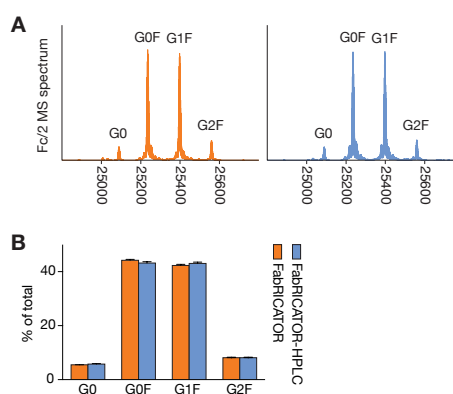 A
Fc/2 MS spectrum
G0 G0F G1F G2F
G0 G0F G1F G2F
25000 25200 25400 25600
25000 25200 25400 25600
B
% of total
40
20
0
G0 G0F G1F G2F
FabRICATOR
FabRICATOR-HPLC